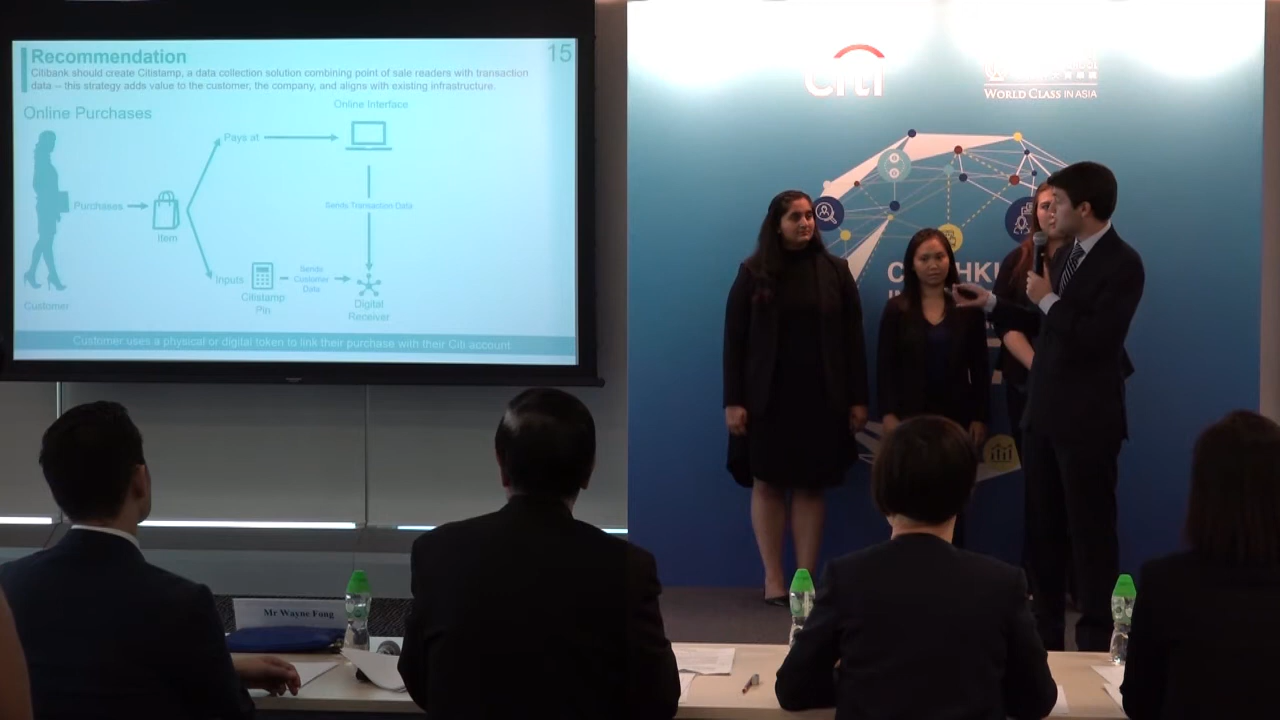 Recommendation
15
Citibank should create Citistamp, a data collection solution combining point of sale readers with transaction
data – this strategy adds value to the customer, the company, and aligns with existing infrastructure.
Online Purchases
Online Interface
Pays at
Sends Transaction Data
Purchases
Item
Inputs
Sends
Customer
Data
Citistamp
Pin
Digital
Receiver
Customer
Customer uses a physical or digital token to link their purchase with their Citi account.
citi
WORLD CLASS IN ASIA
Mr Wayne Fong